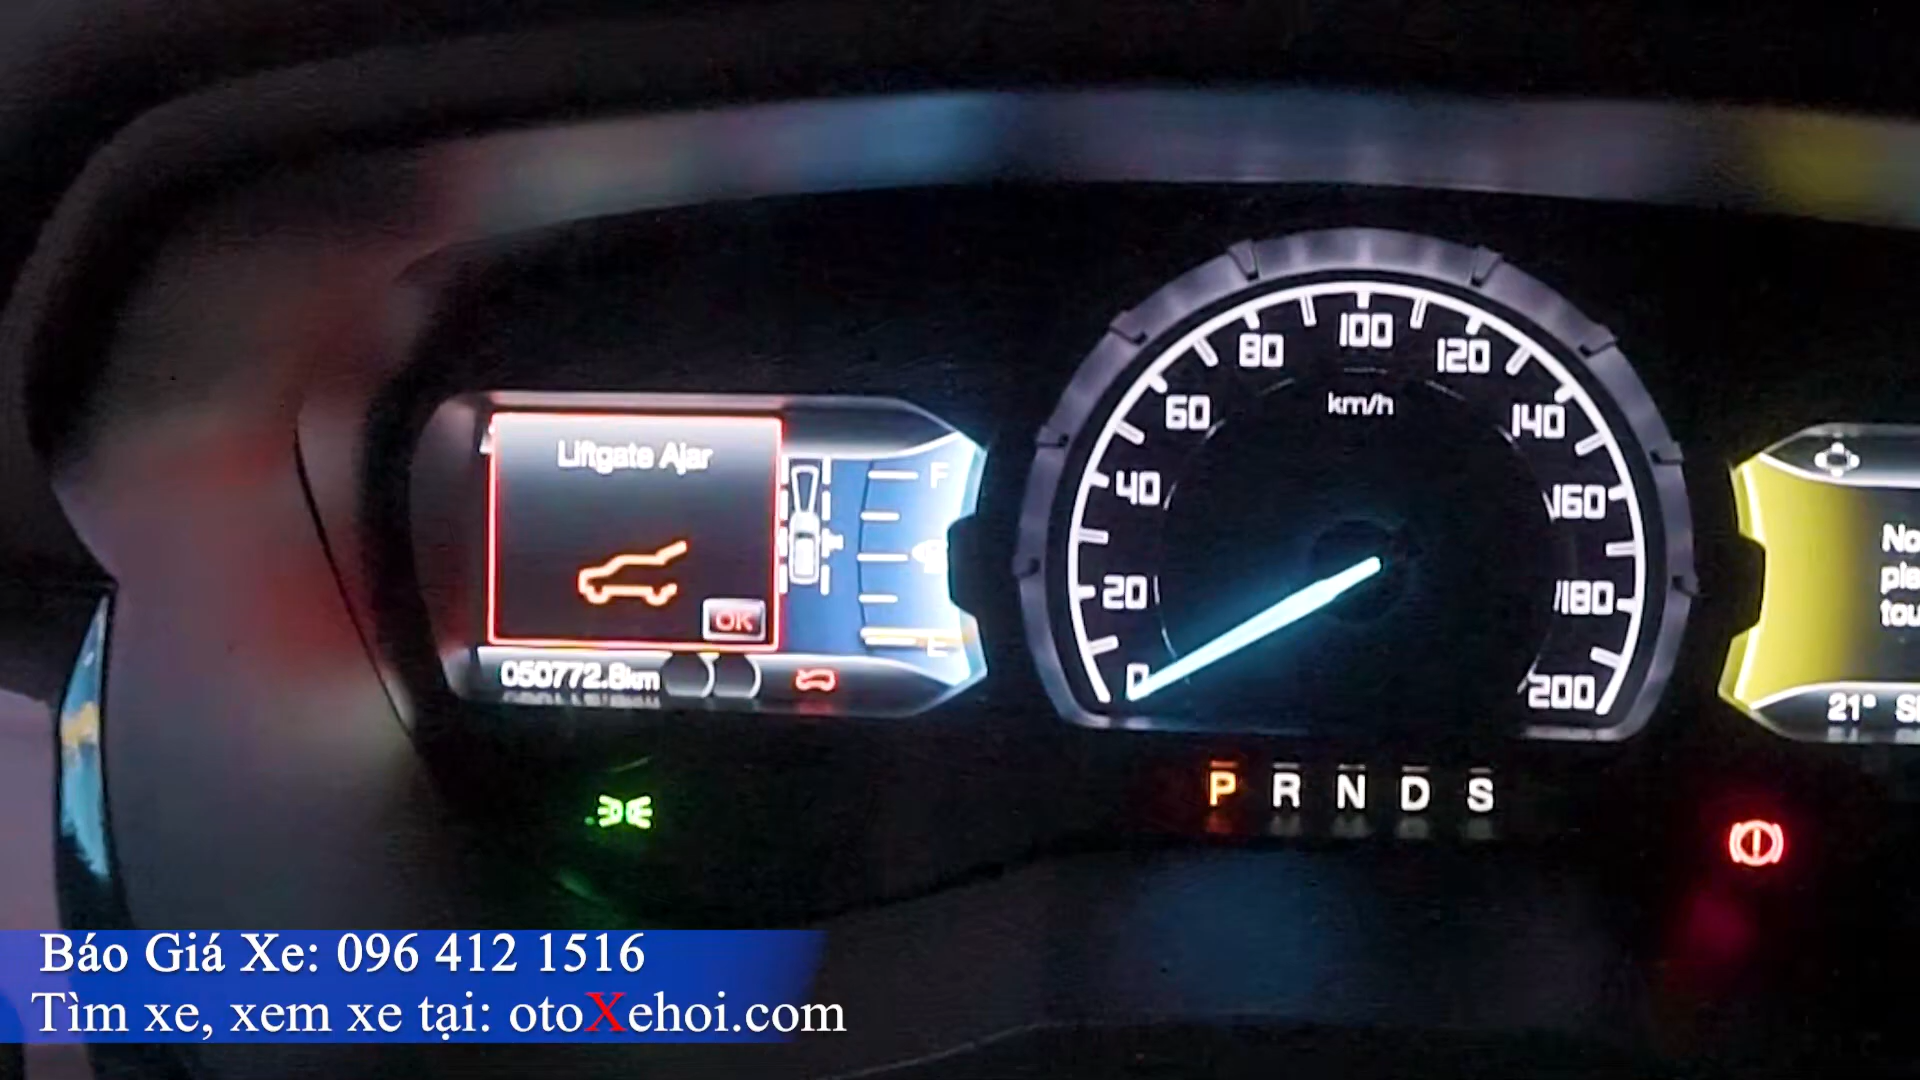 Liftgate Ajar
OK
F
E
050772.8km
0
20
40
60
80
100
120
140
160
180
200
km/h
P R N D S
21°
Báo Giá Xe: 096 412 1516
Tìm xe, xem xe tại: otoXehoi.com